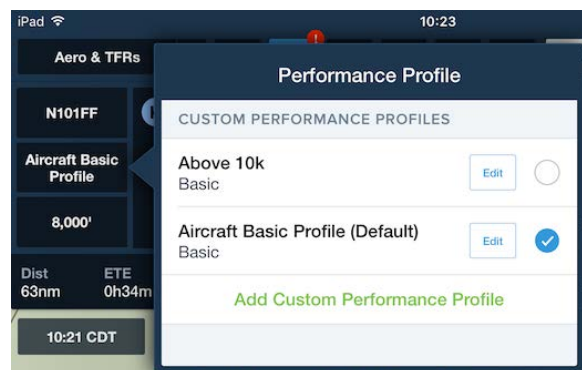 iPad
10:23
Aero & TFRs
!
N101FF
Aircraft Basic
Profile
8,000'
Dist
ETE
63nm
0h34m
10:21 CDT
Performance Profile
CUSTOM PERFORMANCE PROFILES
Above 10k
Basic
Edit
Aircraft Basic Profile (Default)
Basic
Edit
Add Custom Performance Profile